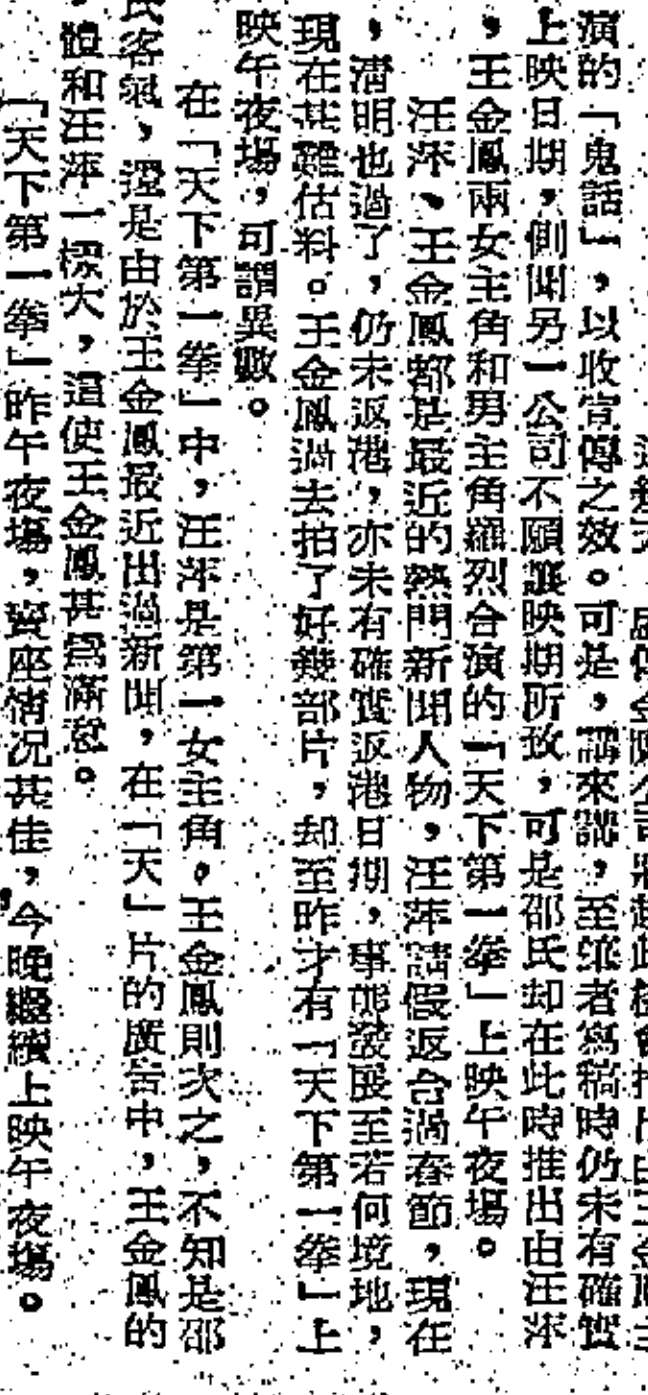 演的「鬼話」，以收宣傳之效。可是，講來講，至筆者寫稿時仍未有確實
上映日期，側聞另一公司不願讓映期所致，可是邵氏却在此時推出由汪萍
，王金鳳兩女主角和男主角羅烈合演的「天下第一拳」上映午夜場。
汪萍、王金鳳都是最近的熱門新聞人物，汪萍請假返台過春節，現在
，淸明也過了，仍未返港，亦未有確實返港日期，事態發展至若何境地，
現在甚難估料。王金鳳過去拍了好幾部片，却至昨才有「天下第一拳」上
映午夜場，可謂異數。
在「天下第一拳」中，汪萍是第一女主角，王金鳳則次之，不知是邵
氏客氣，還是由於王金鳳最近出過新聞，在「天」片的廣告中，王金鳳的
，體和汪萍一標大，這使王金鳳甚爲滿意。
「天下第一拳」昨午夜場，賣座情况甚佳，今晚繼續上映午夜場。